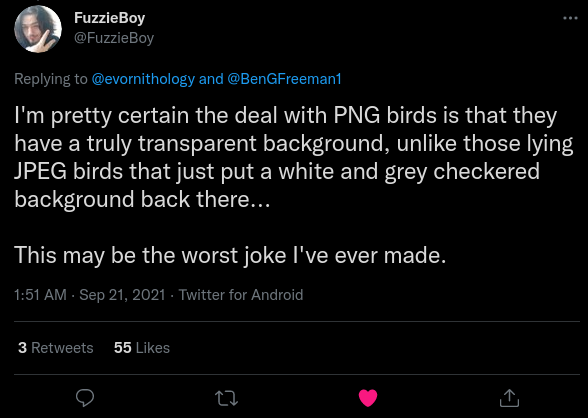 FuzzieBoy
@FuzzieBoy
Replying to @evornithology and @BenGFreeman1
I'm pretty certain the deal with PNG birds is that they
have a truly transparent background, unlike those lying
JPEG birds that just put a white and grey checkered
background back there...
This may be the worst joke I've ever made.
1:51 AM · Sep 21, 2021 · Twitter for Android
3 Retweets 55 Likes